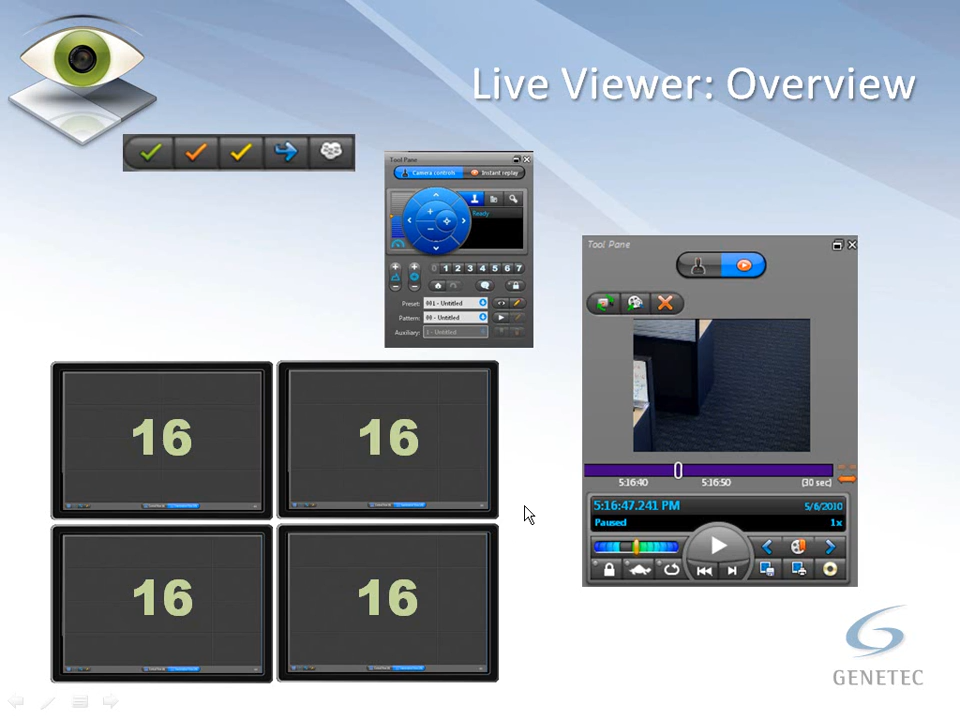 Live Viewer: Overview
Tool Pane
Camera controls
Instant replay
Ready
0 1 2 3 4 5 6 7
Preset: 001 - Untitled
Pattern: 00 - Untitled
Auxiliary: 1 - Untitled
Tool Pane
5:16:40 5:16:50 (30 sec)
5:16:47.241 PM 5/6/2010
Paused 1x
16 16
16 16
GENETEC